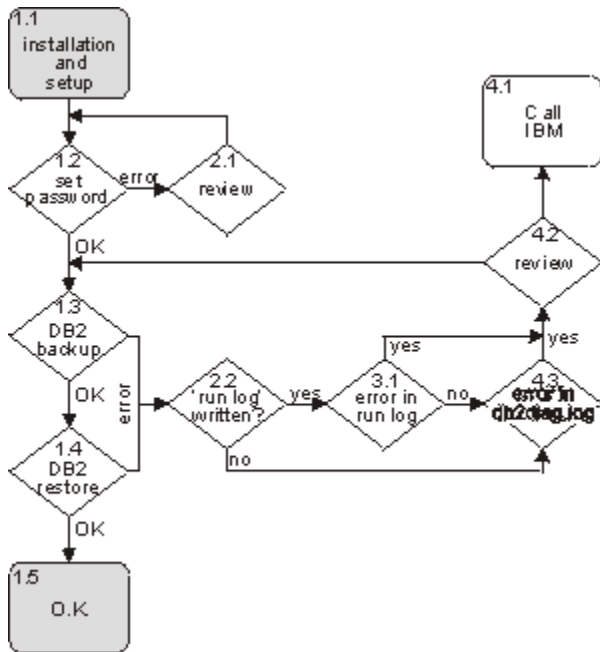 1.1
installation
and
setup
4.1
Call
IBM
1.2
set
password
error
2.1
review
OK
4.2
review
1.3
DB2
backup
OK
error
yes
yes
2.2
'run log'
written'?
yes
3.1
error in
run log
no
4.3
error in
db2diag.log
no
1.4
DB2
restore
OK
1.5
O.K.